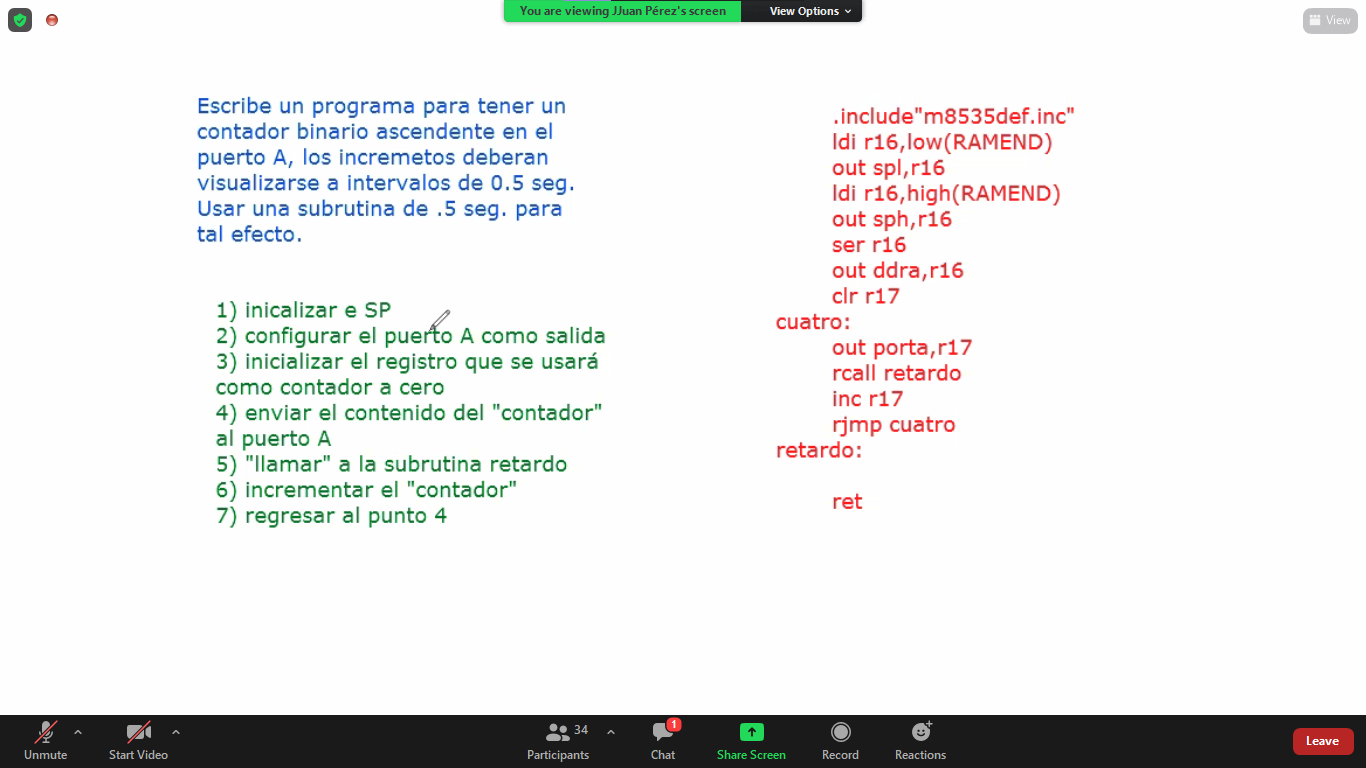 You are viewing JJuan Pérez's screen
View Options
View
Escribe un programa para tener un
contador binario ascendente en el
puerto A, los incremetos deberan
visualizarse a intervalos de 0.5 seg.
Usar una subrutina de .5 seg. para
tal efecto.
1) inicalizar e SP
2) configurar el puerto A como salida
3) inicializar el registro que se usará
como contador a cero
4) enviar el contenido del "contador"
al puerto A
5) "llamar" a la subrutina retardo
6) incrementar el "contador"
7) regresar al punto 4
.include"m8535def.inc"
ldi r16,low(RAMEND)
out spl,r16
ldi r16,high(RAMEND)
out sph,r16
ser r16
out ddra,r16
clr r17
cuatro:
out porta,r17
rcall retardo
inc r17
rjmp cuatro
retardo:
ret
Unmute
Start Video
Participants
34
Chat
1
Share Screen
Record
Reactions
Leave